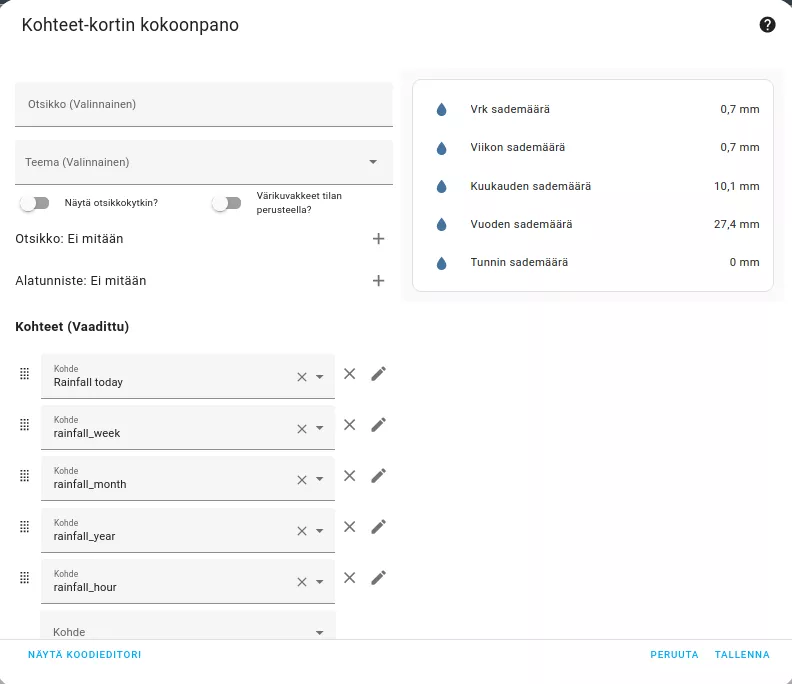 Kohteet-kortin kokoonpano
Otsikko (Valinnainen)
Teema (Valinnainen)
Näytä otsikkokytkin?
Värikuvakkeet tilan
perusteella?
Otsikko: Ei mitään
Alatunniste: Ei mitään
Kohteet (Vaadittu)
Kohde
Rainfall today
Kohde
rainfall_week
Kohde
rainfall_month
Kohde
rainfall_year
Kohde
rainfall_hour
Kohde
Vrk sademäärä 0,7 mm
Viikon sademäärä 0,7 mm
Kuukauden sademäärä 10,1 mm
Vuoden sademäärä 27,4 mm
Tunnin sademäärä 0 mm
NÄYTÄ KOODIEDITORI
PERUUTA TALLENNA